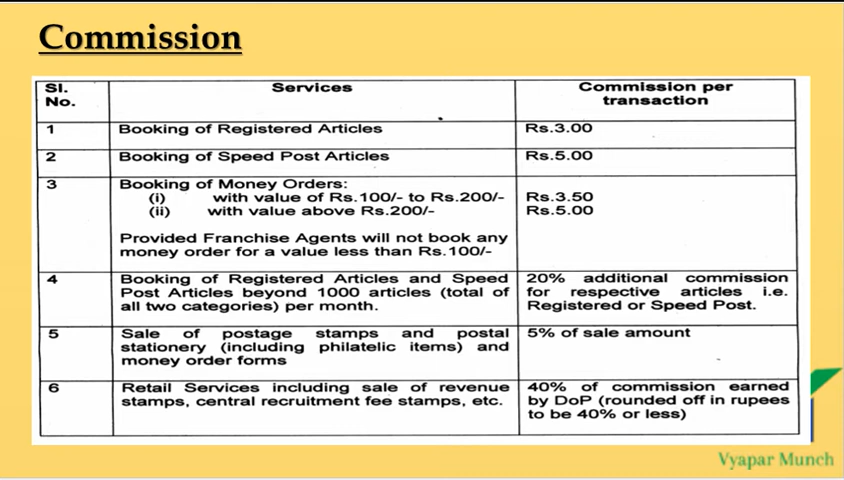 Commission
Sl. Services Commission per
No. transaction
1 Booking of Registered Articles Rs.3.00
2 Booking of Speed Post Articles Rs.5.00
3 Booking of Money Orders:
(i) with value of Rs.100/- to Rs.200/- Rs.3.50
(ii) with value above Rs.200/- Rs.5.00
Provided Franchise Agents will not book any
money order for a value less than Rs.100/-
4 Booking of Registered Articles and Speed 20% additional commission
Post Articles beyond 1000 articles (total of for respective articles i.e.
all two categories) per month. Registered or Speed Post.
5 Sale of postage stamps and postal 5% of sale amount
stationery (including philatelic items) and
money order forms
6 Retail Services including sale of revenue 40% of commission earned
stamps, central recruitment fee stamps, etc. by DoP (rounded off in rupees
to be 40% or less)
Vyapar Munch